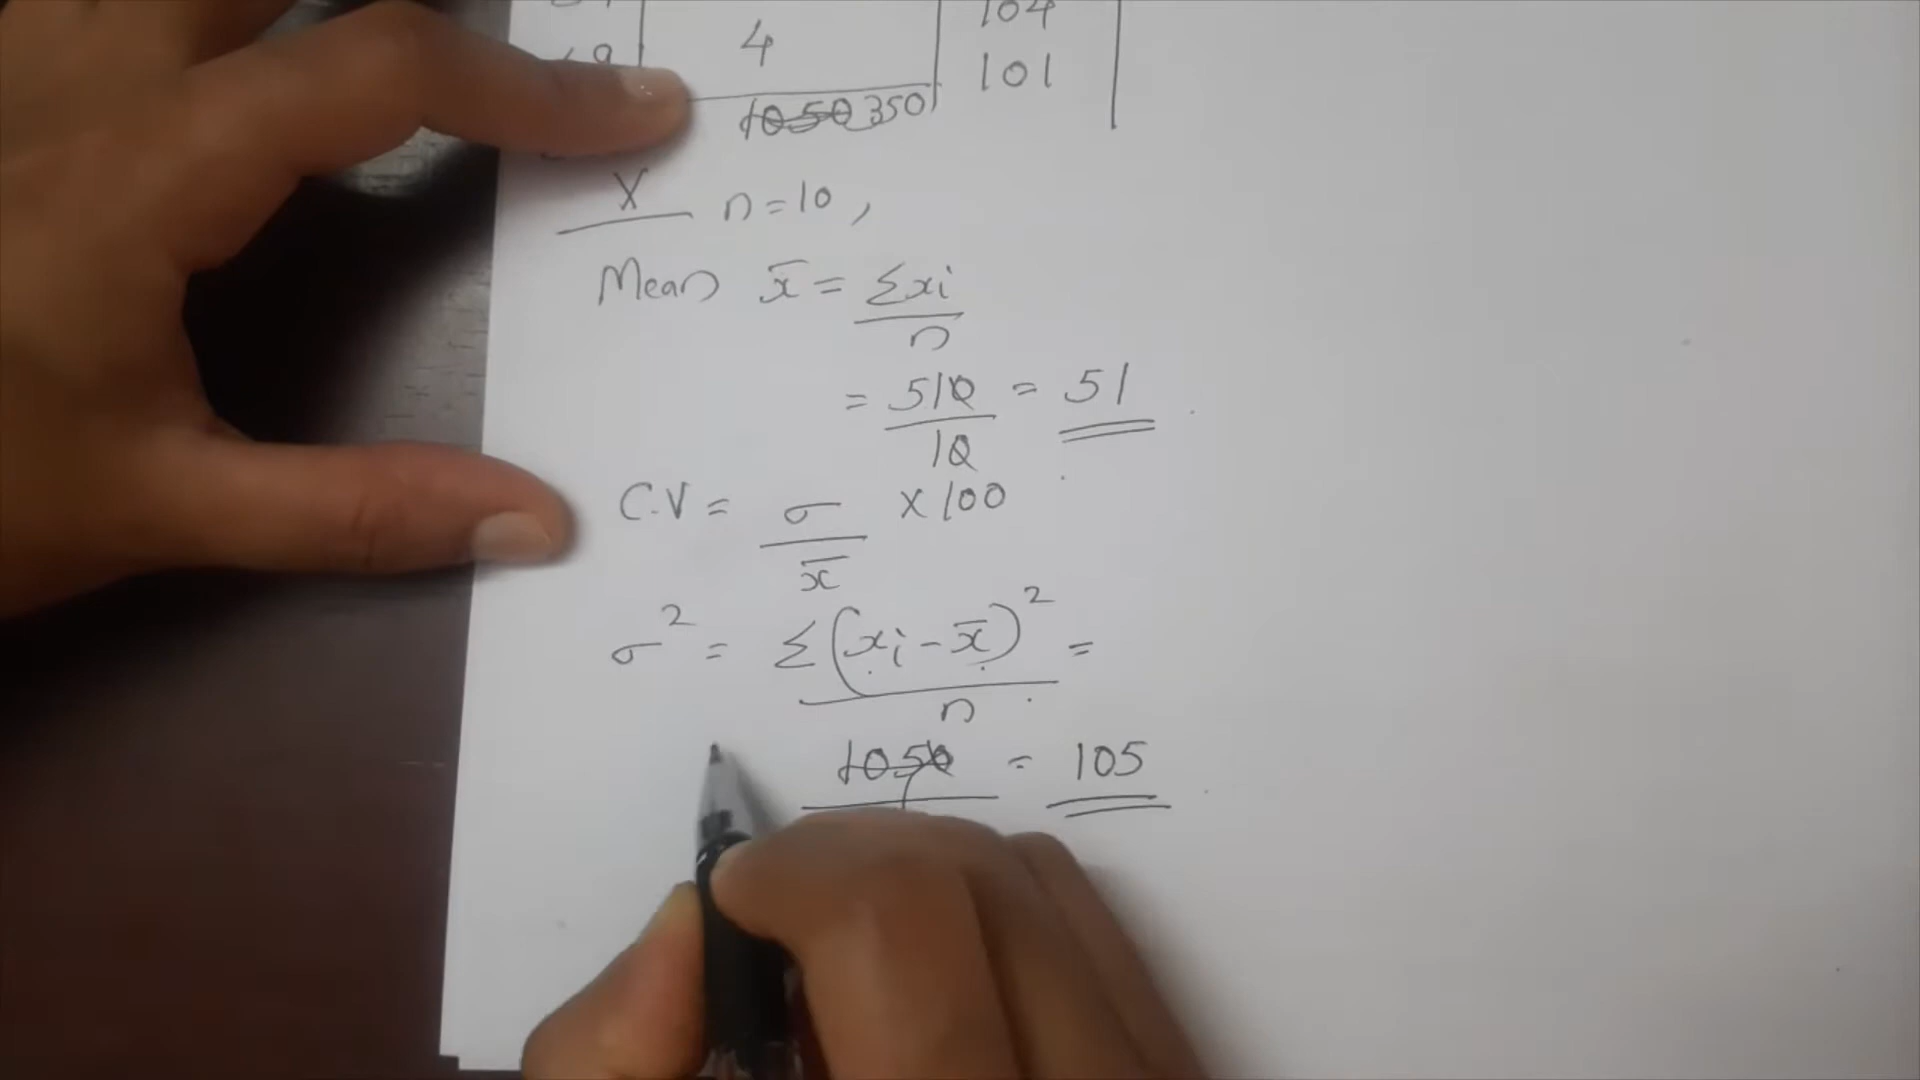 104
4 101
1050 350
X n = 10 ,
Mean x̄ = Σxi
n
= 510 = 51
10
C.V = σ × 100
x̄
σ² = Σ(xi - x̄)² =
n
1050 = 105